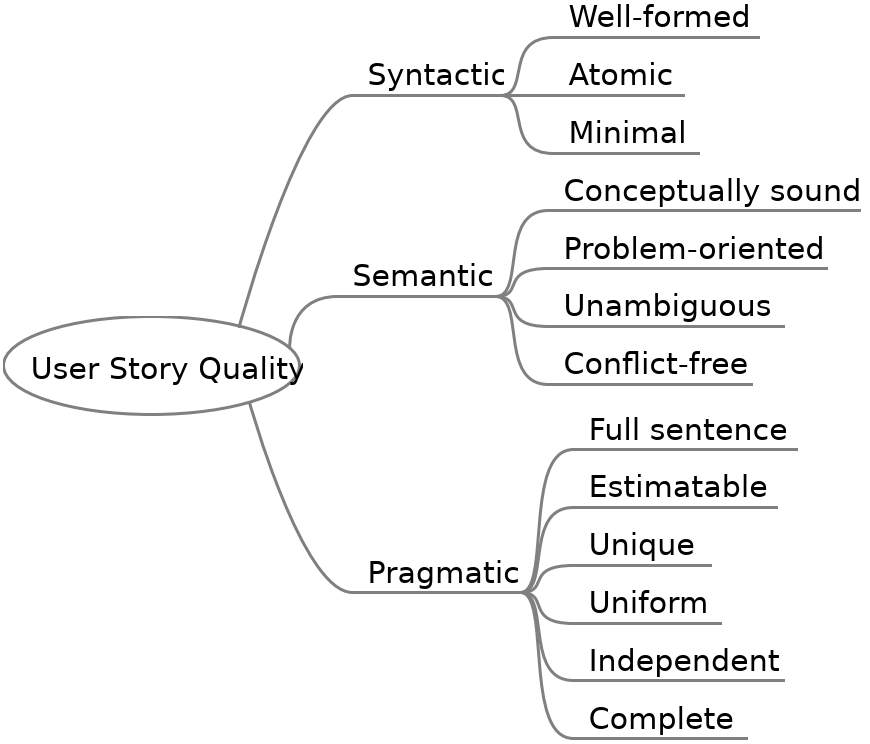 User Story Quality
Syntactic
Well-formed
Atomic
Minimal
Semantic
Conceptually sound
Problem-oriented
Unambiguous
Conflict-free
Pragmatic
Full sentence
Estimatable
Unique
Uniform
Independent
Complete